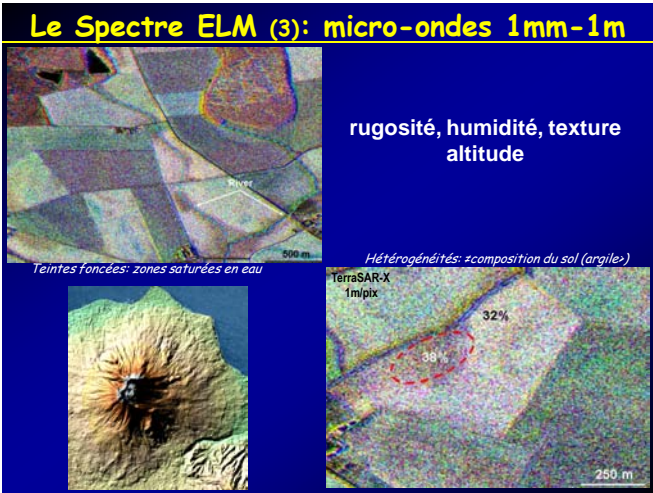 Le Spectre ELM (3): micro-ondes 1mm-1m
rugosité, humidité, texture
altitude
River
500 m
Teintes foncées: zones saturées en eau
Hétérogénéités: ≠composition du sol (argile>)
TerraSAR-X
1m/pix
32%
38%
250 m